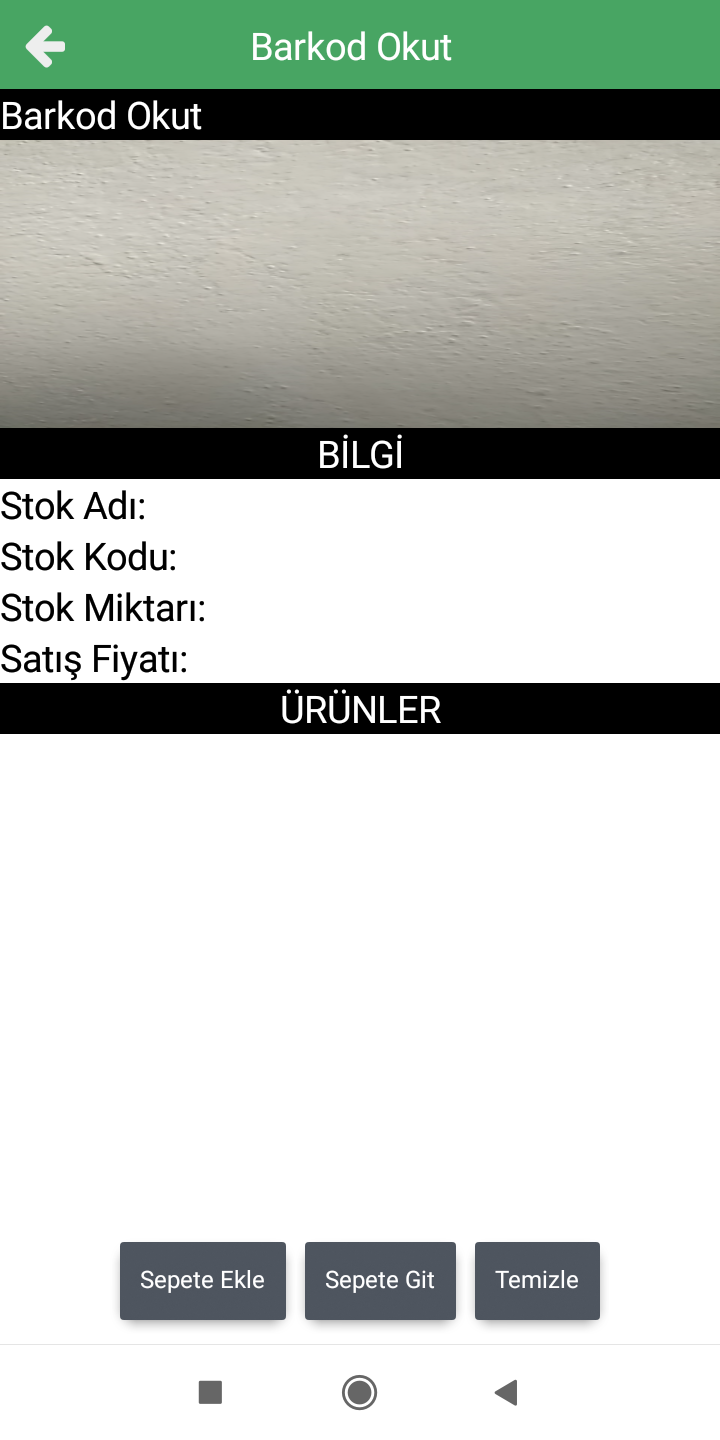 Barkod Okut
Barkod Okut
BİLGİ
Stok Adı:
Stok Kodu:
Stok Miktarı:
Satış Fiyatı:
ÜRÜNLER
Sepete Ekle
Sepete Git
Temizle